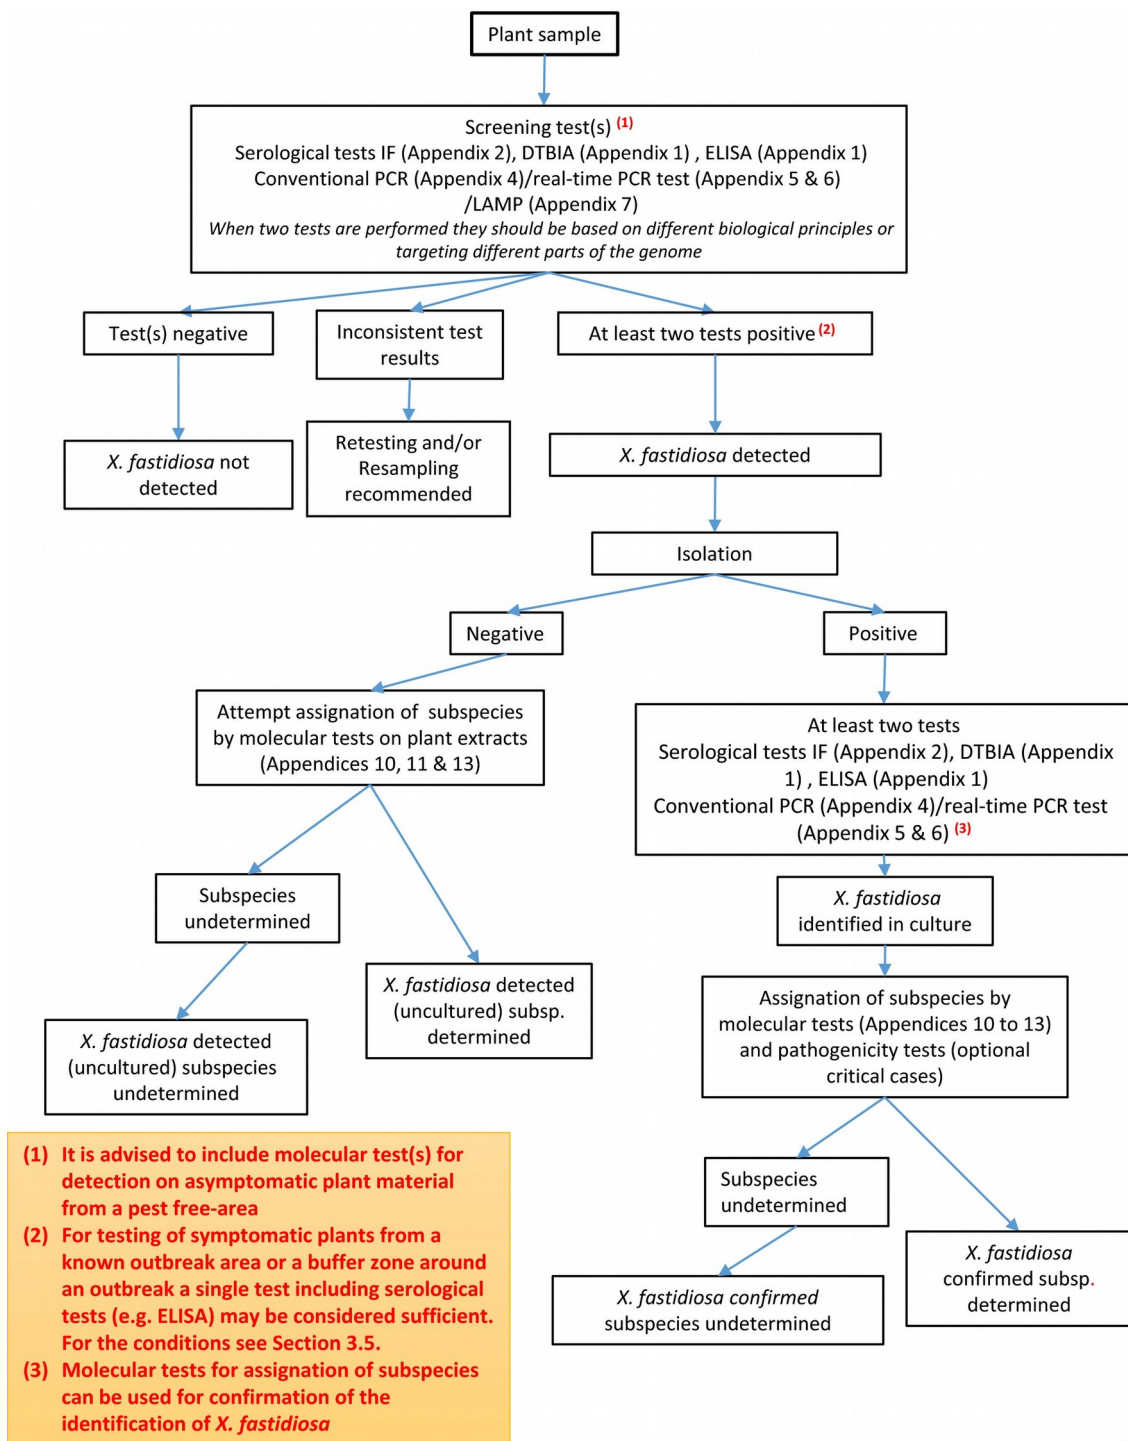 Plant sample
Screening test(s) (1)
Serological tests IF (Appendix 2), DTBIA (Appendix 1) , ELISA (Appendix 1)
Conventional PCR (Appendix 4)/real-time PCR test (Appendix 5 & 6)
/LAMP (Appendix 7)
When two tests are performed they should be based on different biological principles or
targeting different parts of the genome
Test(s) negative
Inconsistent test
results
At least two tests positive (2)
X. fastidiosa not
detected
Retesting and/or
Resampling
recommended
X. fastidiosa detected
Isolation
Negative
Positive
Attempt assignation of subspecies
by molecular tests on plant extracts
(Appendices 10, 11 & 13)
At least two tests
Serological tests IF (Appendix 2), DTBIA (Appendix
1) , ELISA (Appendix 1)
Conventional PCR (Appendix 4)/real-time PCR test
(Appendix 5 & 6) (3)
Subspecies
undetermined
X. fastidiosa
identified in culture
X. fastidiosa detected
(uncultured) subsp.
determined
X. fastidiosa detected
(uncultured) subspecies
undetermined
Assignation of subspecies by
molecular tests (Appendices 10 to 13)
and pathogenicity tests (optional
critical cases)
Subspecies
undetermined
X. fastidiosa
confirmed subsp.
determined
X. fastidiosa confirmed
subspecies undetermined
(1) It is advised to include molecular test(s) for
detection on asymptomatic plant material
from a pest free-area
(2) For testing of symptomatic plants from a
known outbreak area or a buffer zone around
an outbreak a single test including serological
tests (e.g. ELISA) may be considered sufficient.
For the conditions see Section 3.5.
(3) Molecular tests for assignation of subspecies
can be used for confirmation of the
identification of X. fastidiosa